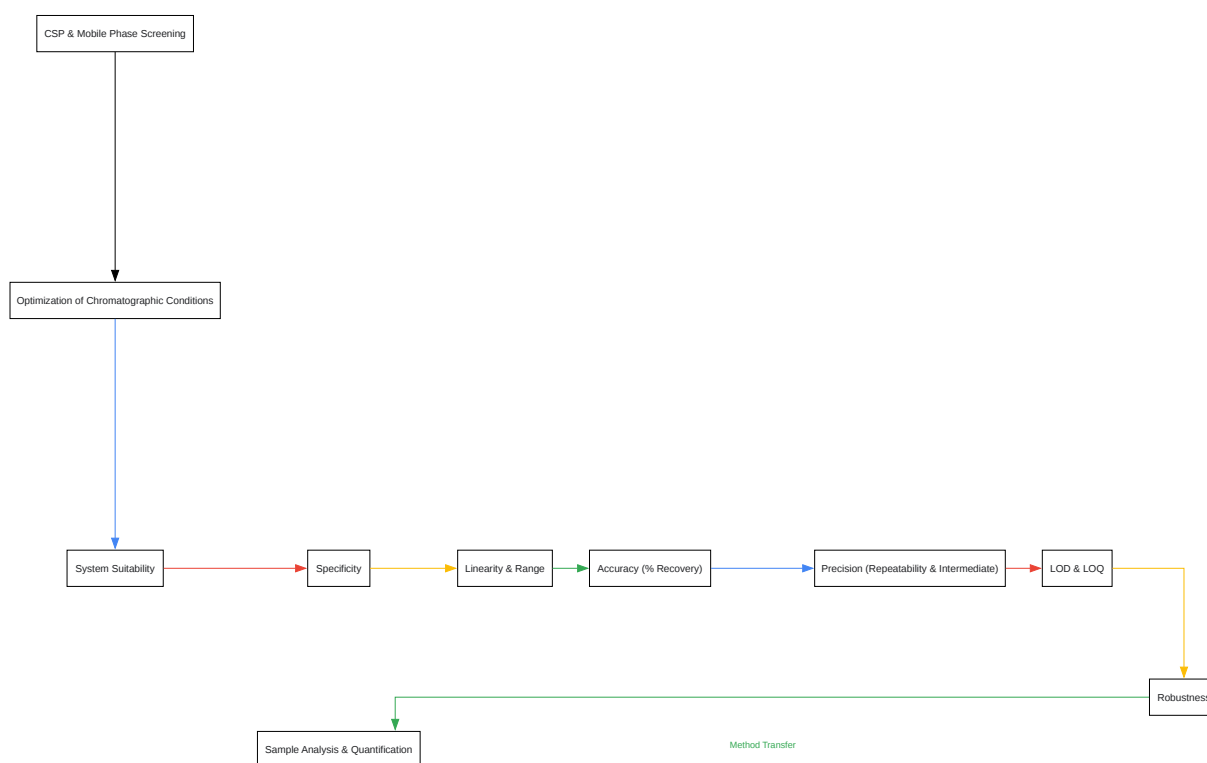 CSP & Mobile Phase Screening
Optimization of Chromatographic Conditions
System Suitability
Specificity
Linearity & Range
Accuracy (% Recovery)
Precision (Repeatability & Intermediate)
LOD & LOQ
Robustness
Method Transfer
Sample Analysis & Quantification